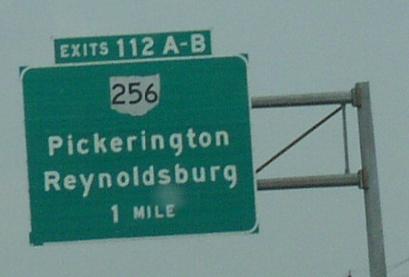 EXITS 112 A-B
256
Pickerington
Reynoldsburg
1 MILE